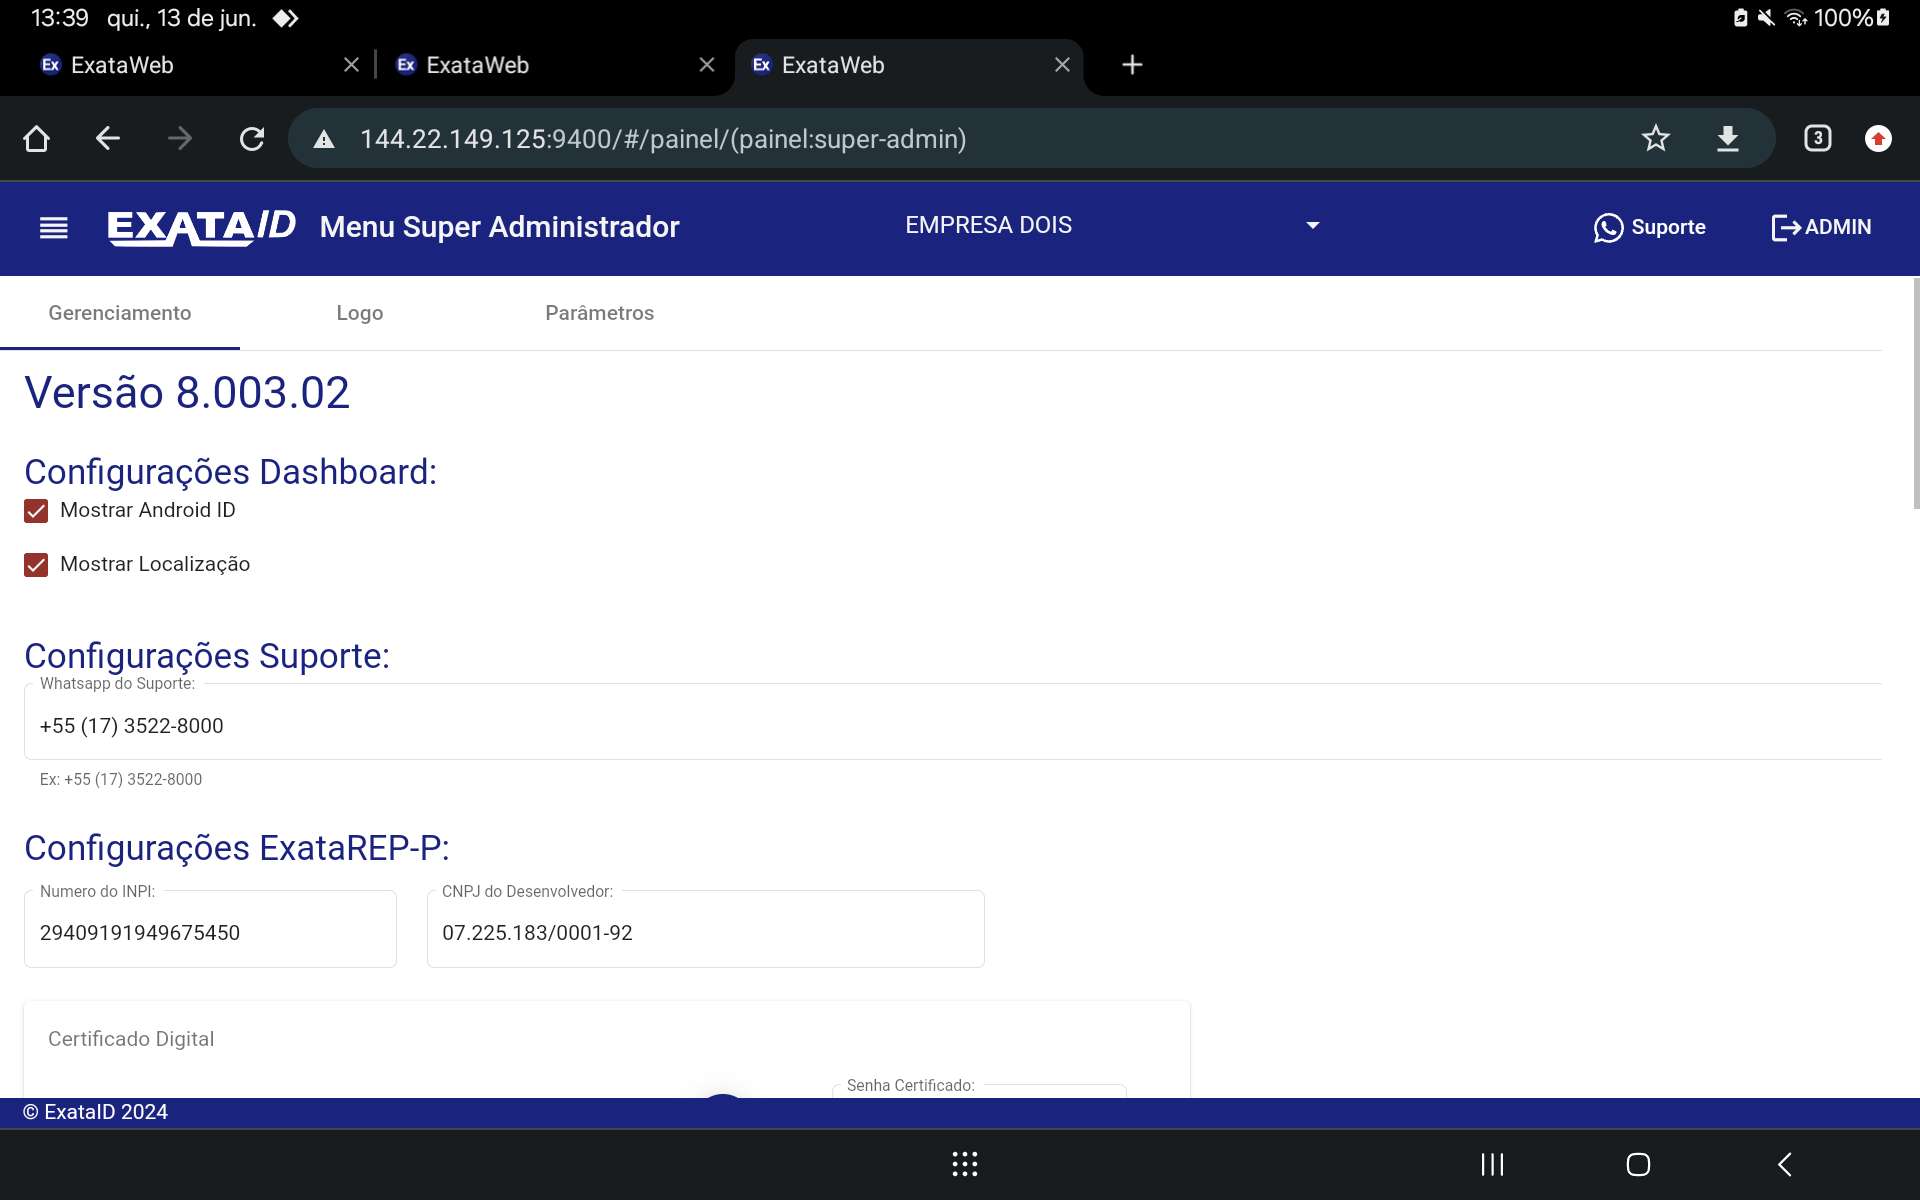 13:39 qui., 13 de jun. 100%
Ex ExataWeb
Ex ExataWeb
Ex ExataWeb
144.22.149.125:9400/#/painel/(painel:super-admin)
3
EXATAID Menu Super Administrador EMPRESA DOIS Suporte ADMIN
Gerenciamento Logo Parâmetros
Versão 8.003.02
Configurações Dashboard:
Mostrar Android ID
Mostrar Localização
Configurações Suporte:
Whatsapp do Suporte:
+55 (17) 3522-8000
Ex: +55 (17) 3522-8000
Configurações ExataREP-P:
Numero do INPI: CNPJ do Desenvolvedor:
29409191949675450 07.225.183/0001-92
Certificado Digital
Senha Certificado:
© ExataID 2024